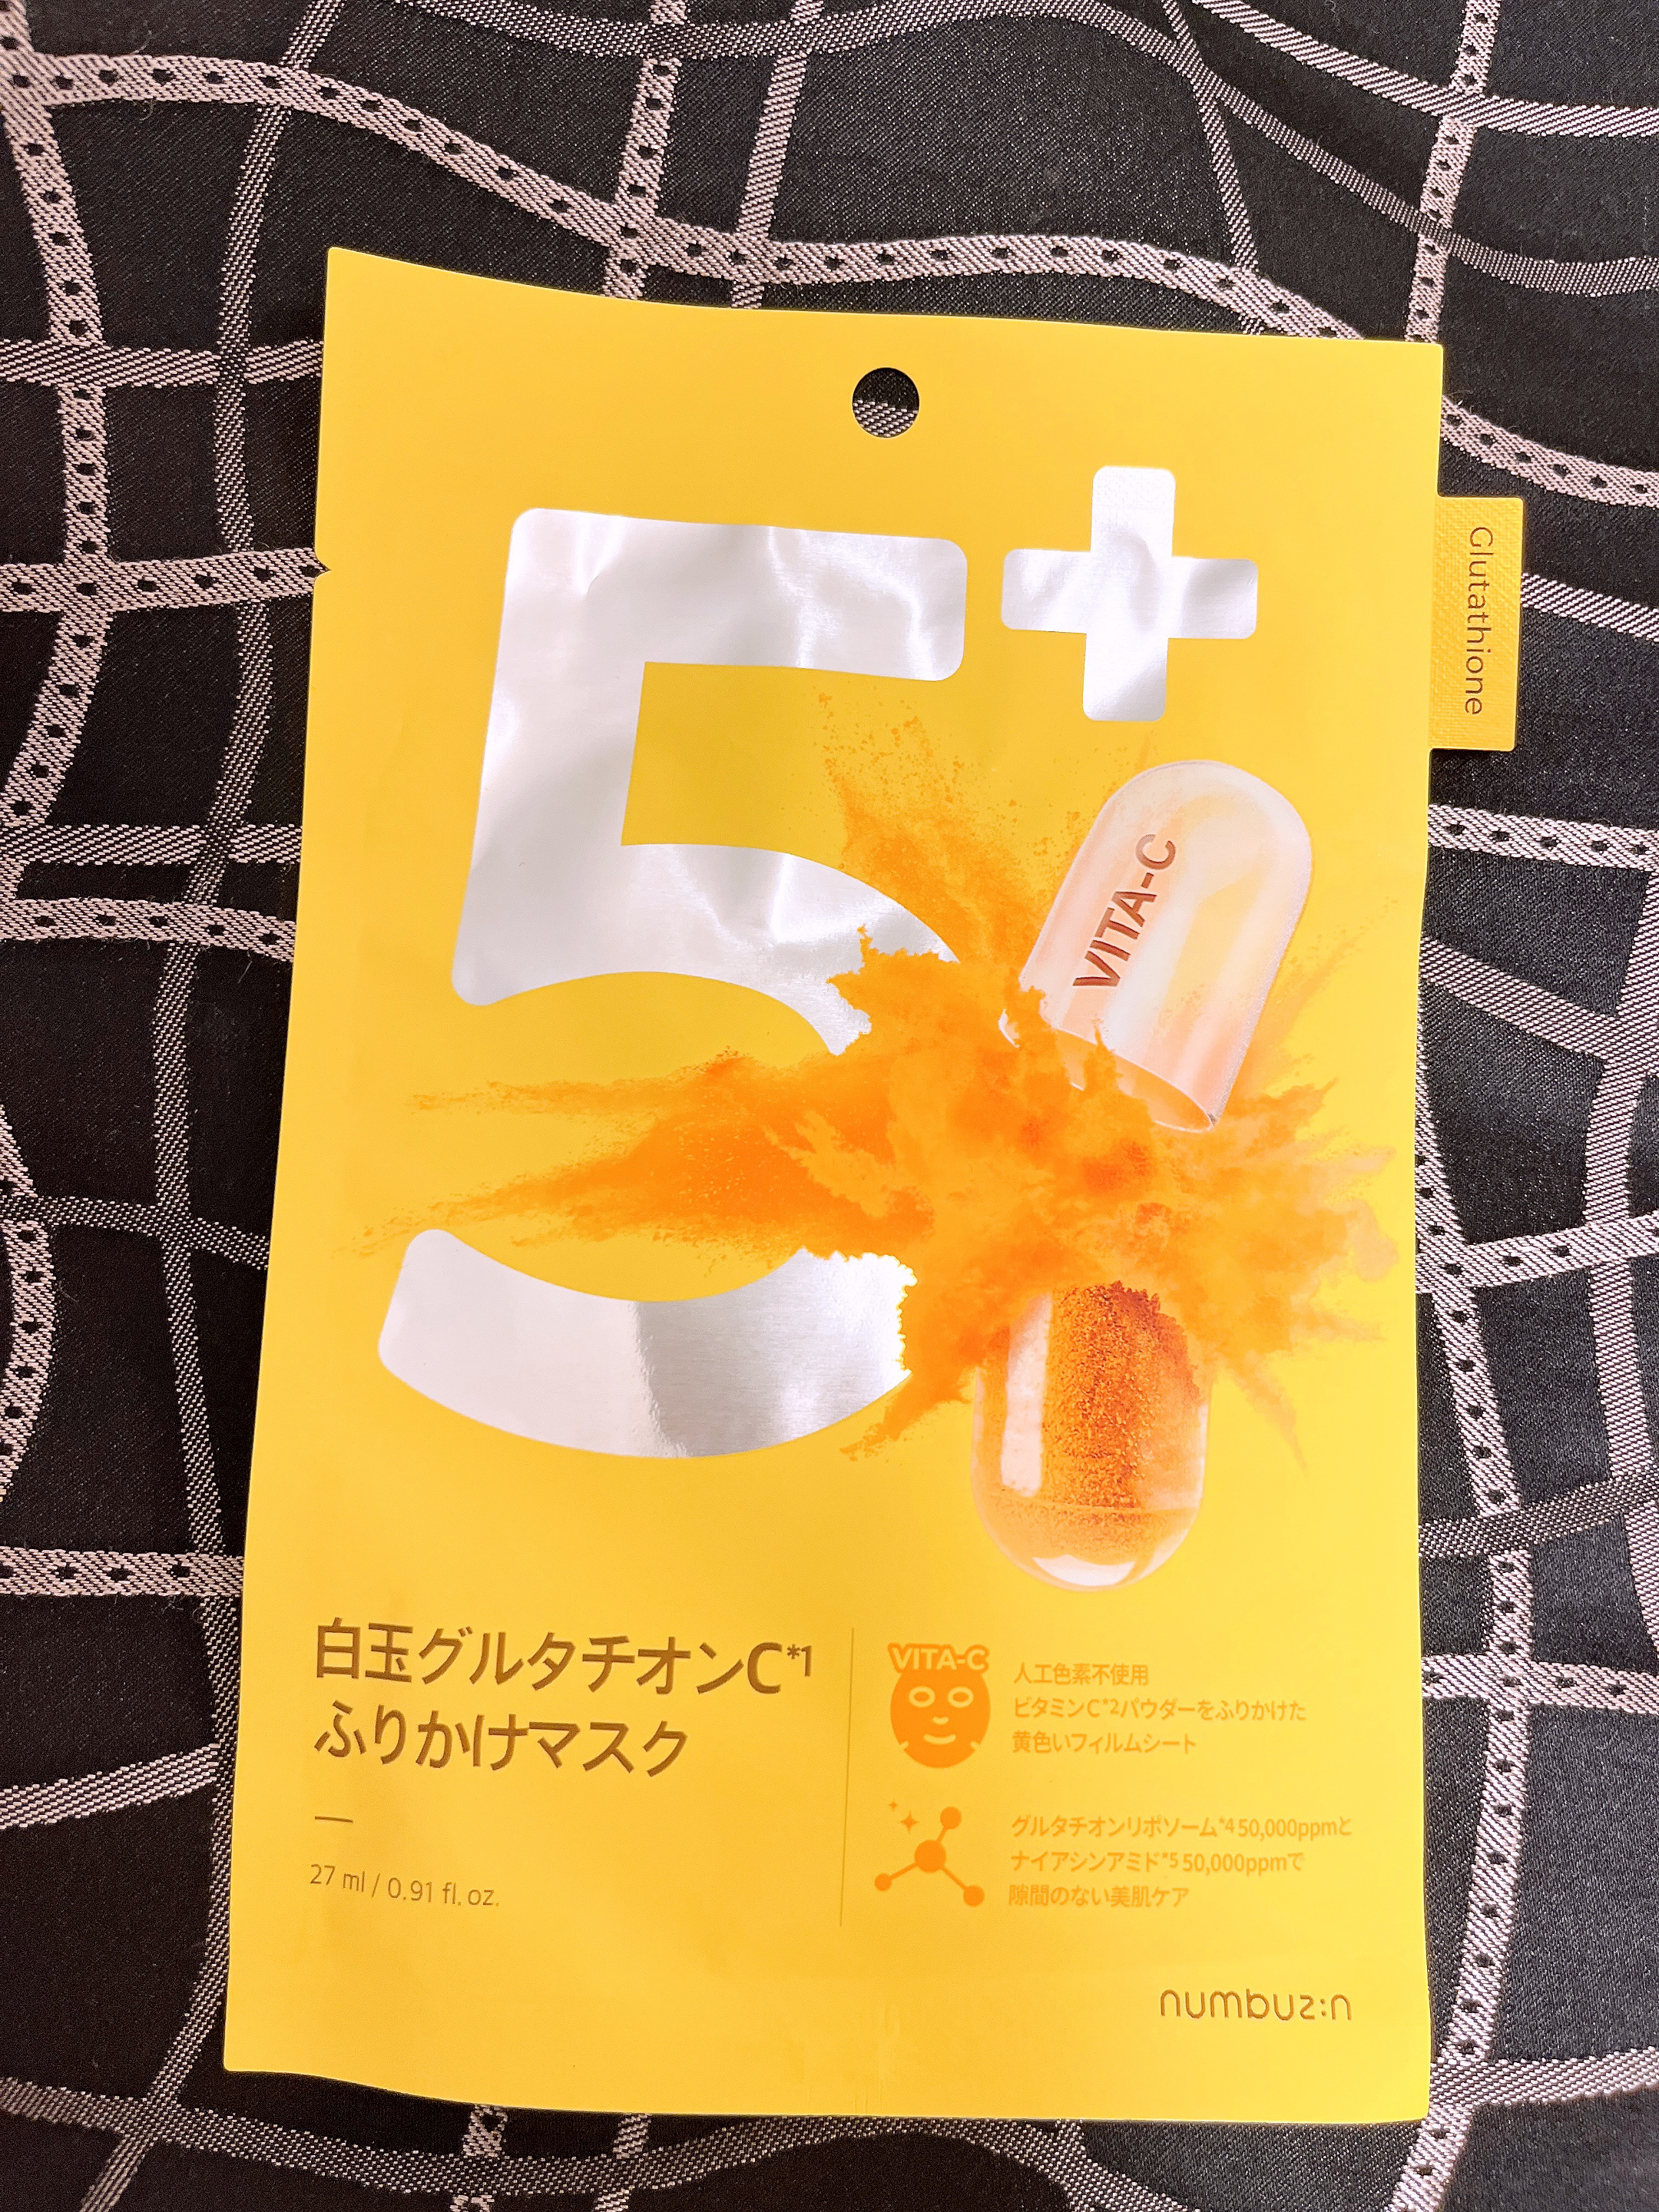 5+
Glutathione
VITA-C
白玉グルタチオンC*1
ふりかけマスク
27 ml / 0.91 fl. oz.
VITA-C
人工色素不使用
ビタミンC*2パウダーをふりかけた
黄色いフィルムシート
グルタチオンリポソーム*4 50,000ppmと
ナイアシンアミド*5 50,000ppmで
隙間のない美肌ケア
numbuz:n